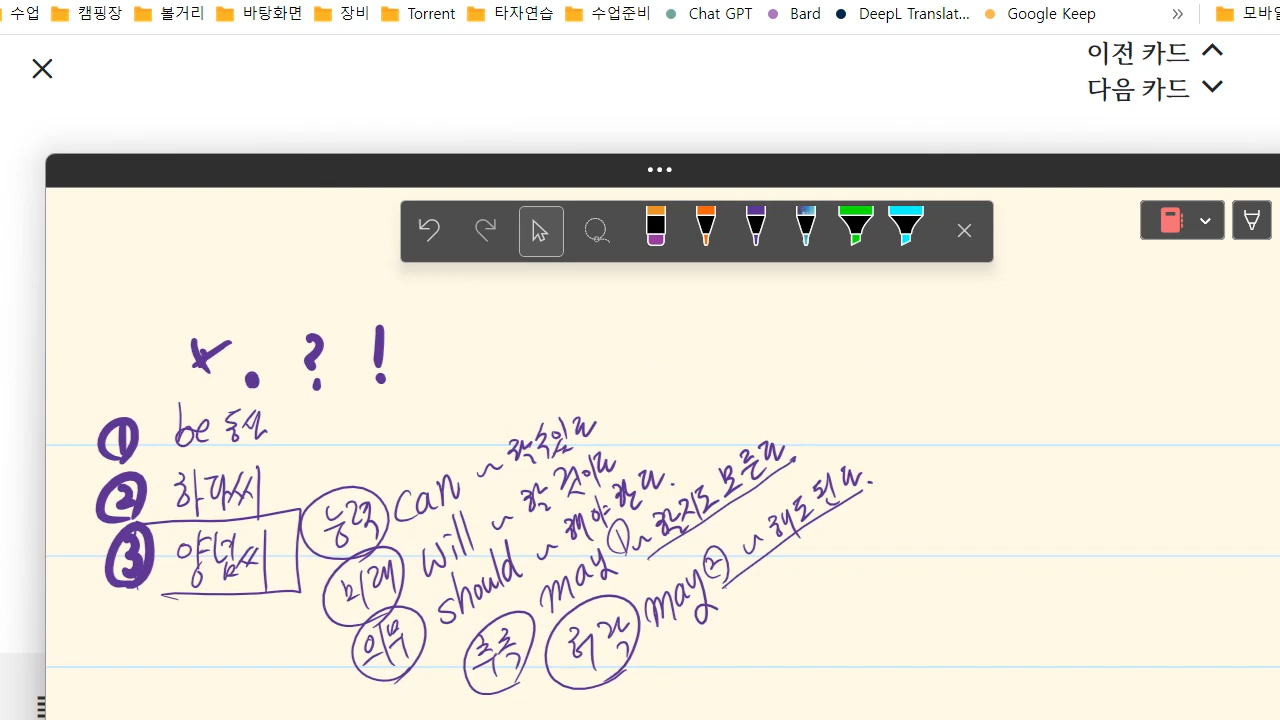 수업 캠핑장 볼거리 바탕화면 장비 Torrent 타자연습 수업준비 Chat GPT Bard DeepL Translat... Google Keep » 모바일
이전 카드
다음 카드
. ? !
① be 동사
② 하다씨
③ 양념씨
능력 can ~ 할 수 있다
미래 will ~ 할 것이다
의무 should ~ 해야 한다.
추측 may ① ~ 할지도 모른다.
허락 may ② ~ 해도 된다.